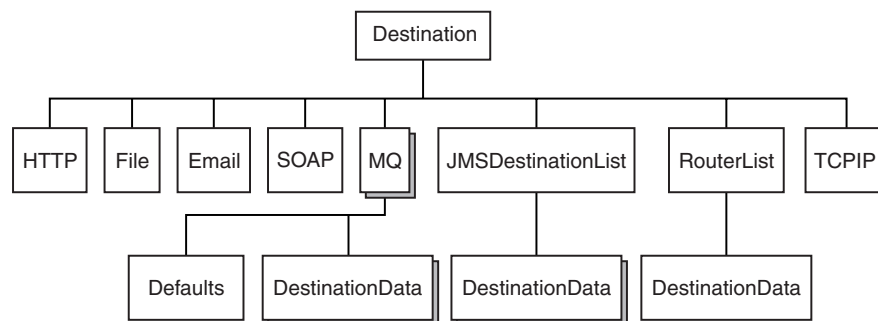 Destination
HTTP
File
Email
SOAP
MQ
JMSDestinationList
RouterList
TCPIP
Defaults
DestinationData
DestinationData
DestinationData